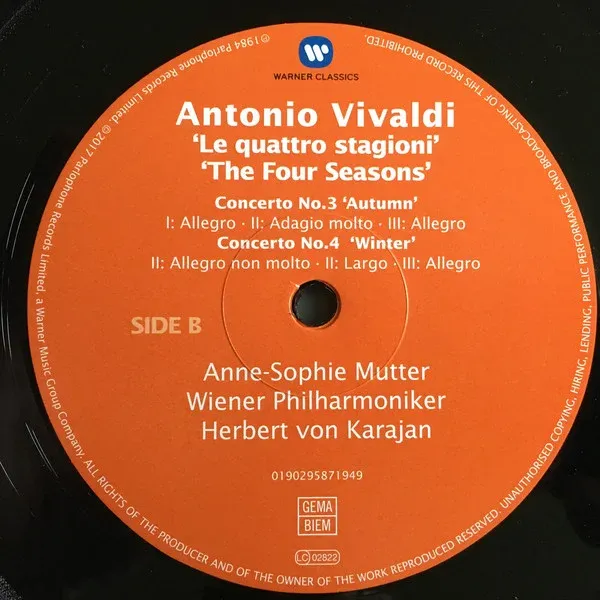 WARNER CLASSICS
Antonio Vivaldi
‘Le quattro stagioni’
‘The Four Seasons’
Concerto No.3 ‘Autumn’
I: Allegro · II: Adagio molto · III: Allegro
Concerto No.4 ‘Winter’
II: Allegro non molto · II: Largo · III: Allegro
SIDE B
Anne-Sophie Mutter
Wiener Philharmoniker
Herbert von Karajan
0190295871949
GEMA
BIEM
LC 02822
℗1984 Parlophone Records Limited. ©2017 Parlophone Records Limited, a Warner Music Group Company. ALL RIGHTS OF THE PRODUCER AND OF THE OWNER OF THE WORK REPRODUCED RESERVED. UNAUTHORISED COPYING, HIRING, LENDING, PUBLIC PERFORMANCE AND BROADCASTING OF THIS RECORD PROHIBITED.